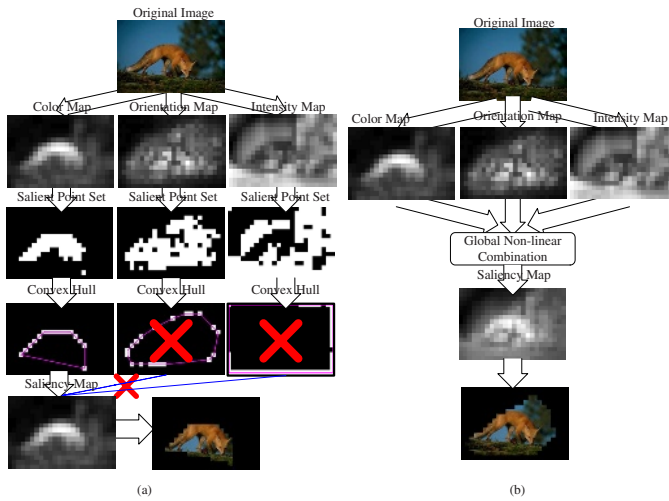 Original Image
Color Map Orientation Map Intensity Map
Salient Point Set Salient Point Set Salient Point Set
Convex Hull Convex Hull Convex Hull
Saliency Map
(a)
Original Image
Color Map Orientation Map Intensity Map
Global Non-linear
Combination
Saliency Map
(b)